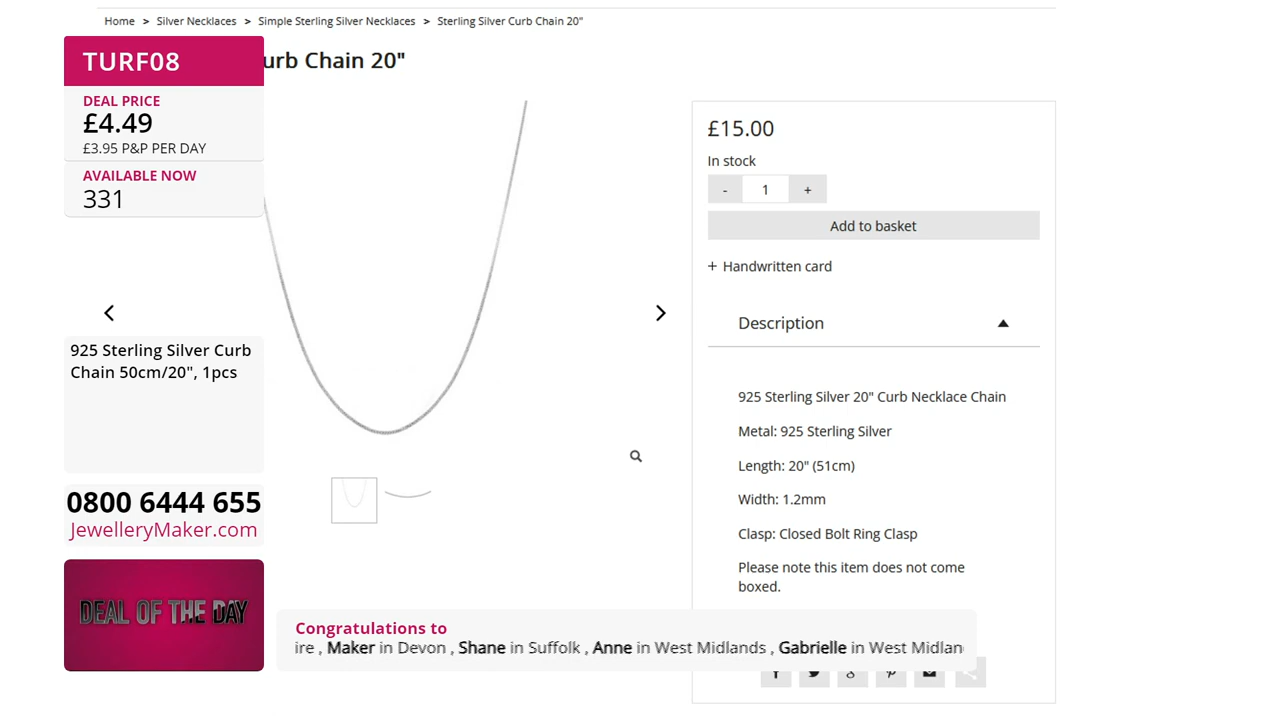 Home > Silver Necklaces > Simple Sterling Silver Necklaces > Sterling Silver Curb Chain 20"
TURF08
urb Chain 20"
DEAL PRICE
£4.49
£3.95 P&P PER DAY
AVAILABLE NOW
331
925 Sterling Silver Curb
Chain 50cm/20", 1pcs
0800 6444 655
JewelleryMaker.com
DEAL OF THE DAY
£15.00
In stock
- 1 +
Add to basket
+ Handwritten card
Description
925 Sterling Silver 20" Curb Necklace Chain
Metal: 925 Sterling Silver
Length: 20" (51cm)
Width: 1.2mm
Clasp: Closed Bolt Ring Clasp
Please note this item does not come
boxed.
Congratulations to
ire , Maker in Devon , Shane in Suffolk , Anne in West Midlands , Gabrielle in West Midlan